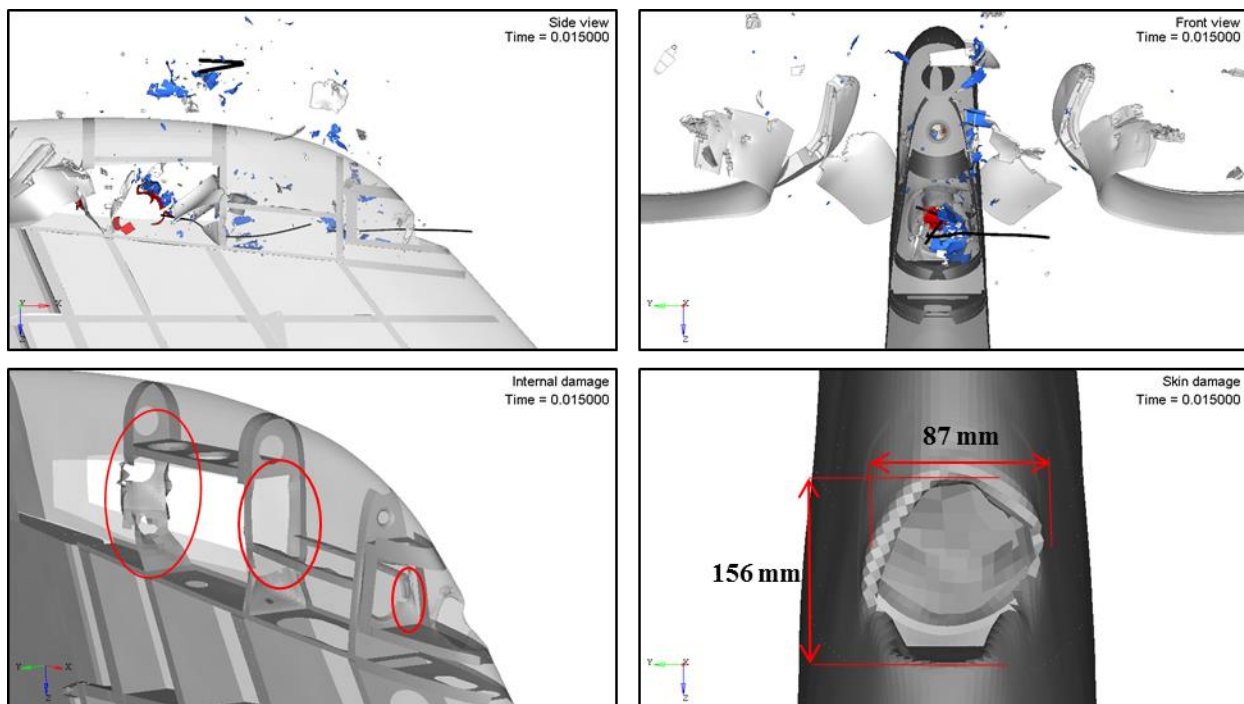 Side view
Time = 0.015000
Y
X
Z
Front view
Time = 0.015000
Y
X
Z
Internal damage
Time = 0.015000
Y
X
Z
Skin damage
Time = 0.015000
87 mm
156 mm
Y
X
Z